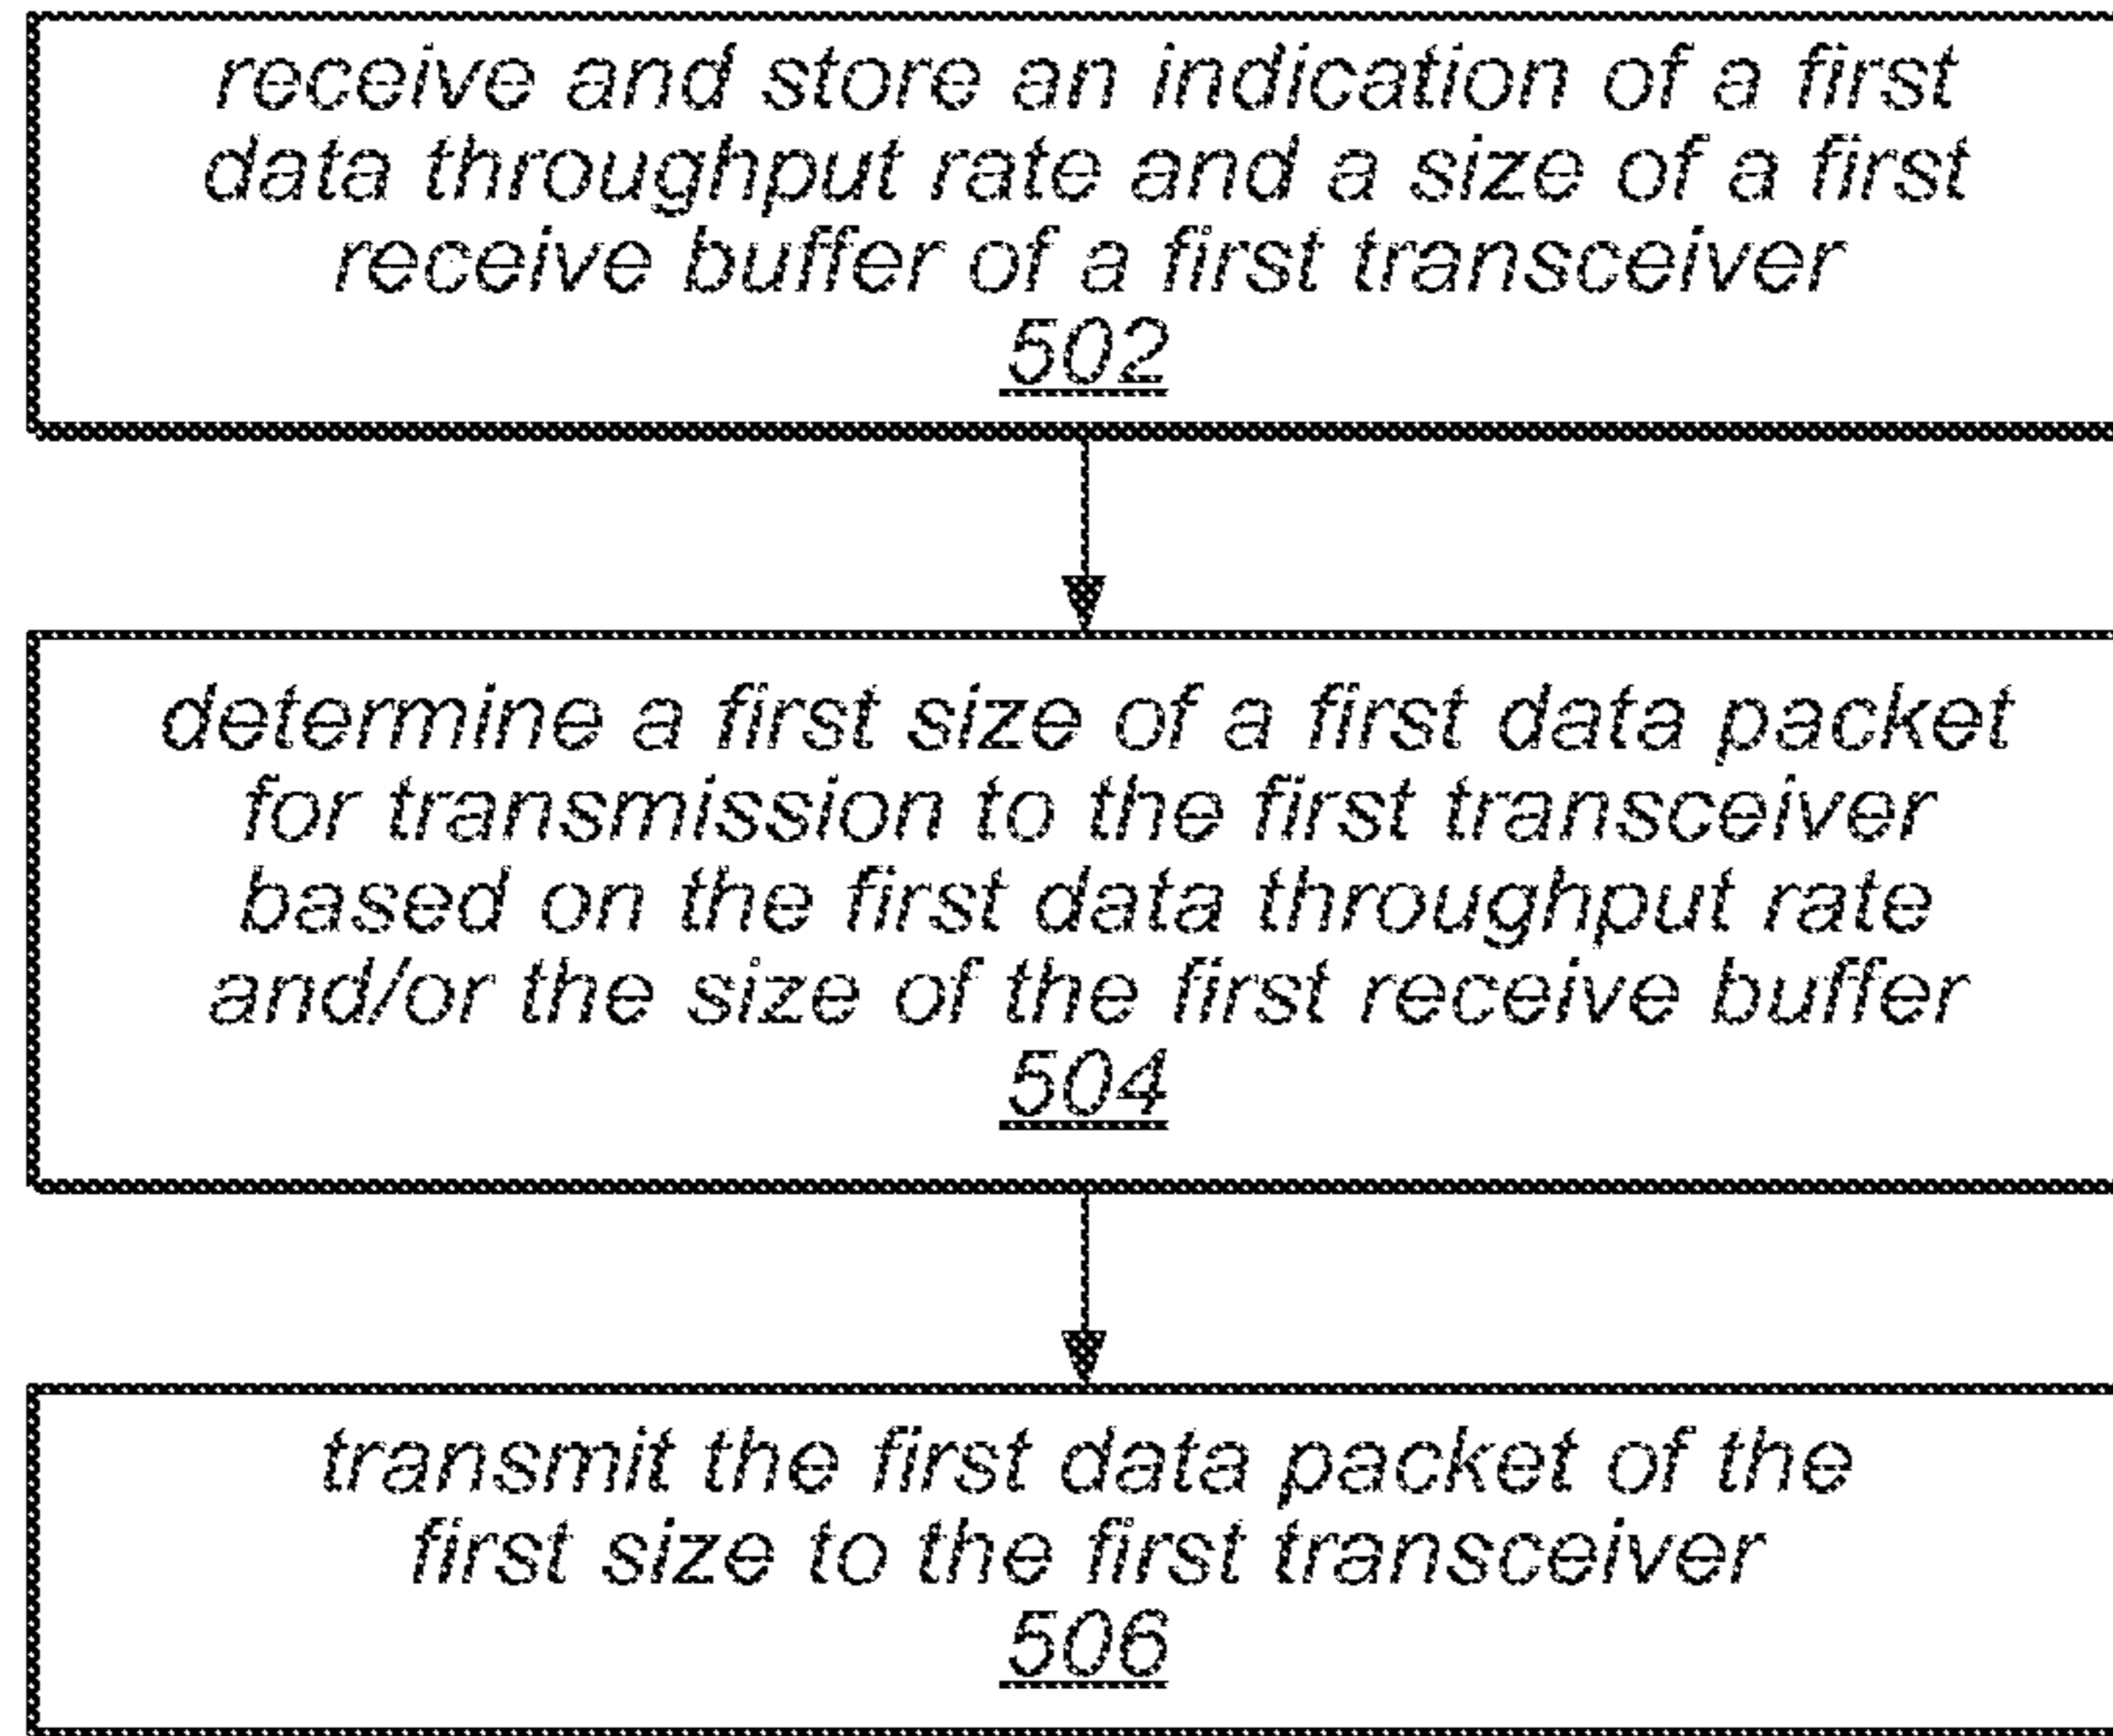 receive and store an indication of a first
data throughput rate and a size of a first
receive buffer of a first transceiver
502
determine a first size of a first data packet
for transmission to the first transceiver
based on the first data throughput rate
and/or the size of the first receive buffer
504
transmit the first data packet of the
first size to the first transceiver
506